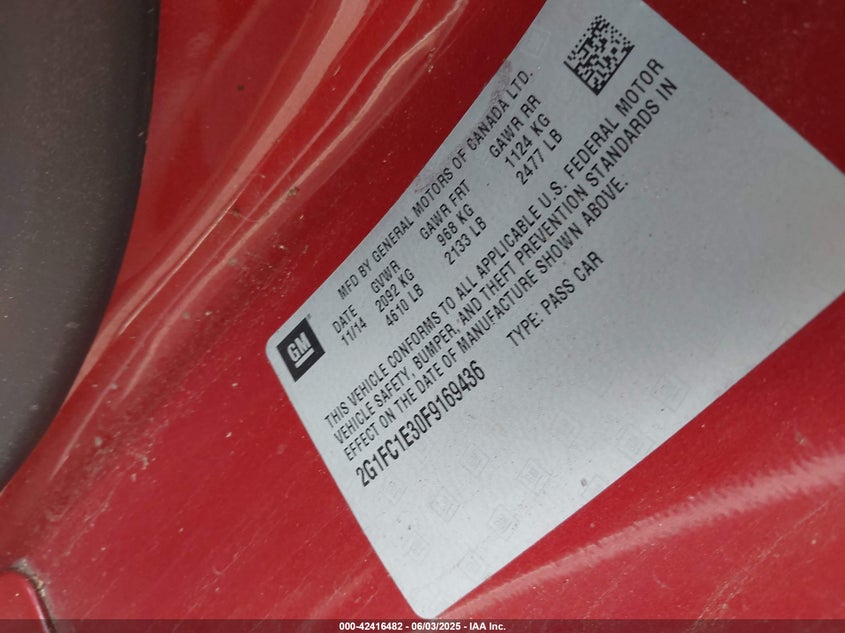 GM
MFD BY GENERAL MOTORS OF CANADA LTD.
DATE GVWR GAWR FRT GAWR RR
11/14 2092 KG 968 KG 1124 KG
4610 LB 2133 LB 2477 LB
THIS VEHICLE CONFORMS TO ALL APPLICABLE U.S. FEDERAL MOTOR
VEHICLE SAFETY, BUMPER, AND THEFT PREVENTION STANDARDS IN
EFFECT ON THE DATE OF MANUFACTURE SHOWN ABOVE.
2G1FC1E30F9169436 TYPE: PASS CAR
000-42416482 - 06/03/2025 - IAA Inc.